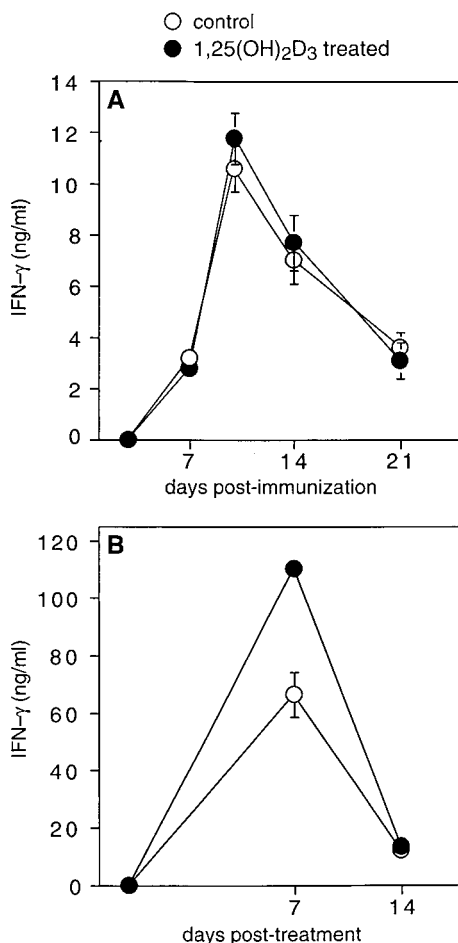 control
1,25(OH)2D3 treated
A
14
12
10
8
6
4
2
0
IFN-γ (ng/ml)
7 14 21
days post-immunization
B
120
100
80
60
40
20
0
IFN-γ (ng/ml)
7 14
days post-treatment